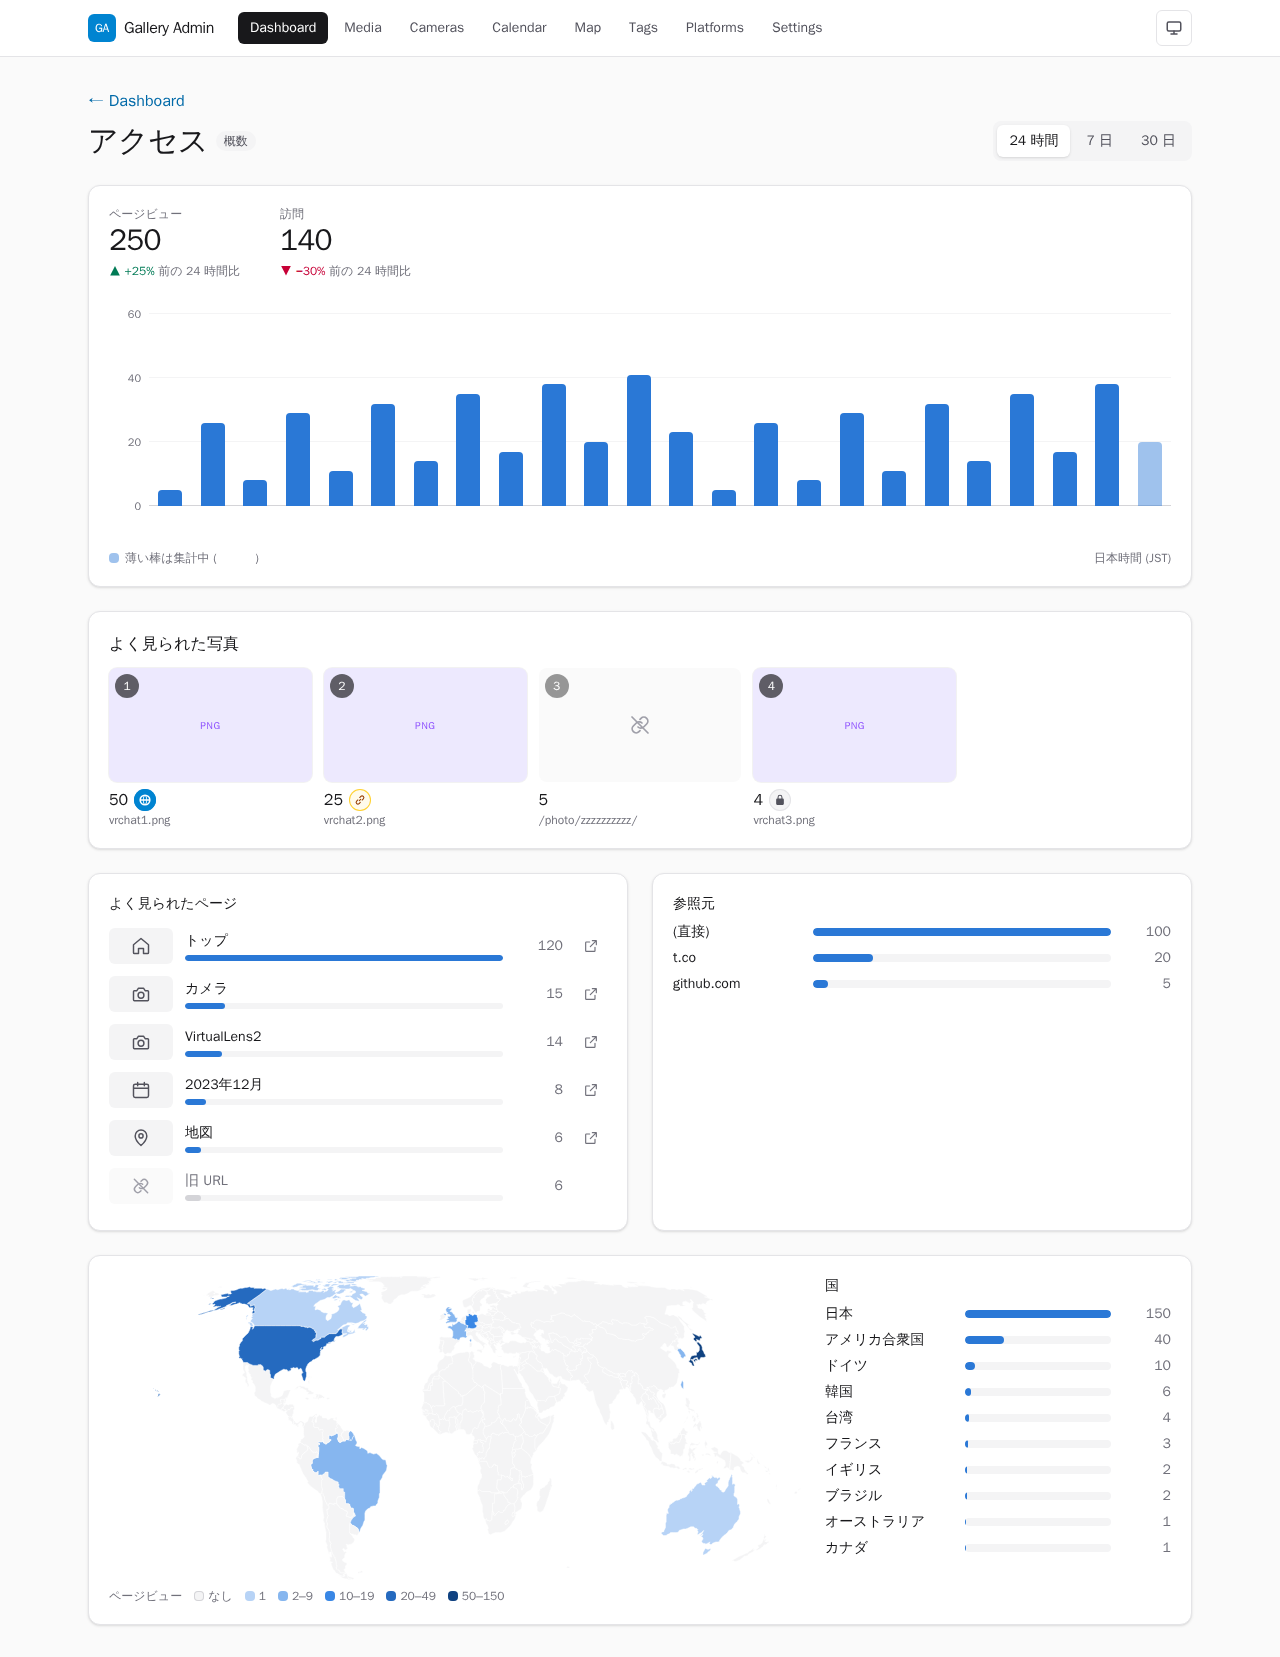 GA Gallery Admin Dashboard Media Cameras Calendar Map Tags Platforms Settings
← Dashboard
アクセス 概数 24 時間 7 日 30 日
ページビュー 訪問
250 140
▲ +25% 前の 24 時間比 ▼ −30% 前の 24 時間比
60
40
20
0
薄い棒は集計中 ( ) 日本時間 (JST)
よく見られた写真
1 2 3 4
PNG PNG PNG
50 25 5 4
vrchat1.png vrchat2.png /photo/zzzzzzzzzz/ vrchat3.png
よく見られたページ
トップ 120
カメラ 15
VirtualLens2 14
2023年12月 8
地図 6
旧 URL 6
参照元
(直接) 100
t.co 20
github.com 5
国
日本 150
アメリカ合衆国 40
ドイツ 10
韓国 6
台湾 4
フランス 3
イギリス 2
ブラジル 2
オーストラリア 1
カナダ 1
ページビュー なし 1 2–9 10–19 20–49 50–150